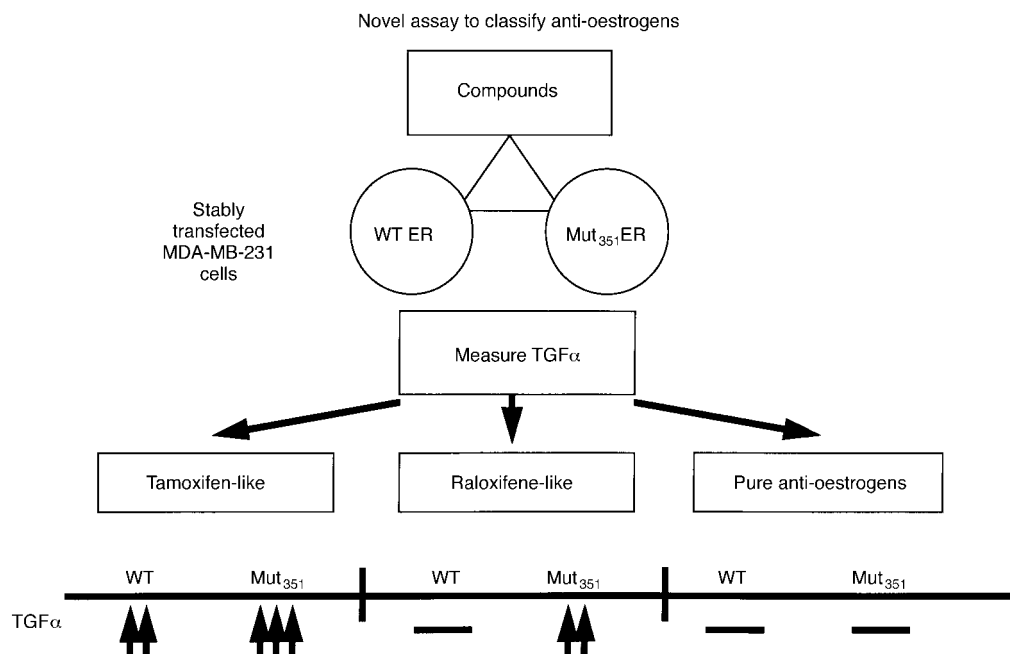 Novel assay to classify anti-oestrogens
Compounds
Stably
transfected
MDA-MB-231
cells
WT ER
Mut351ER
Measure TGFα
Tamoxifen-like
Raloxifene-like
Pure anti-oestrogens
WT
Mut351
WT
Mut351
WT
Mut351
TGFα